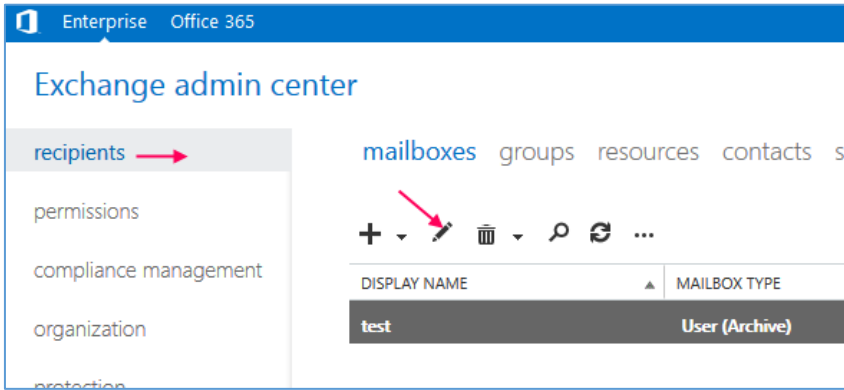 Enterprise Office 365
Exchange admin center
recipients
mailboxes groups resources contacts s
permissions
compliance management
DISPLAY NAME MAILBOX TYPE
organization
test User (Archive)
protection